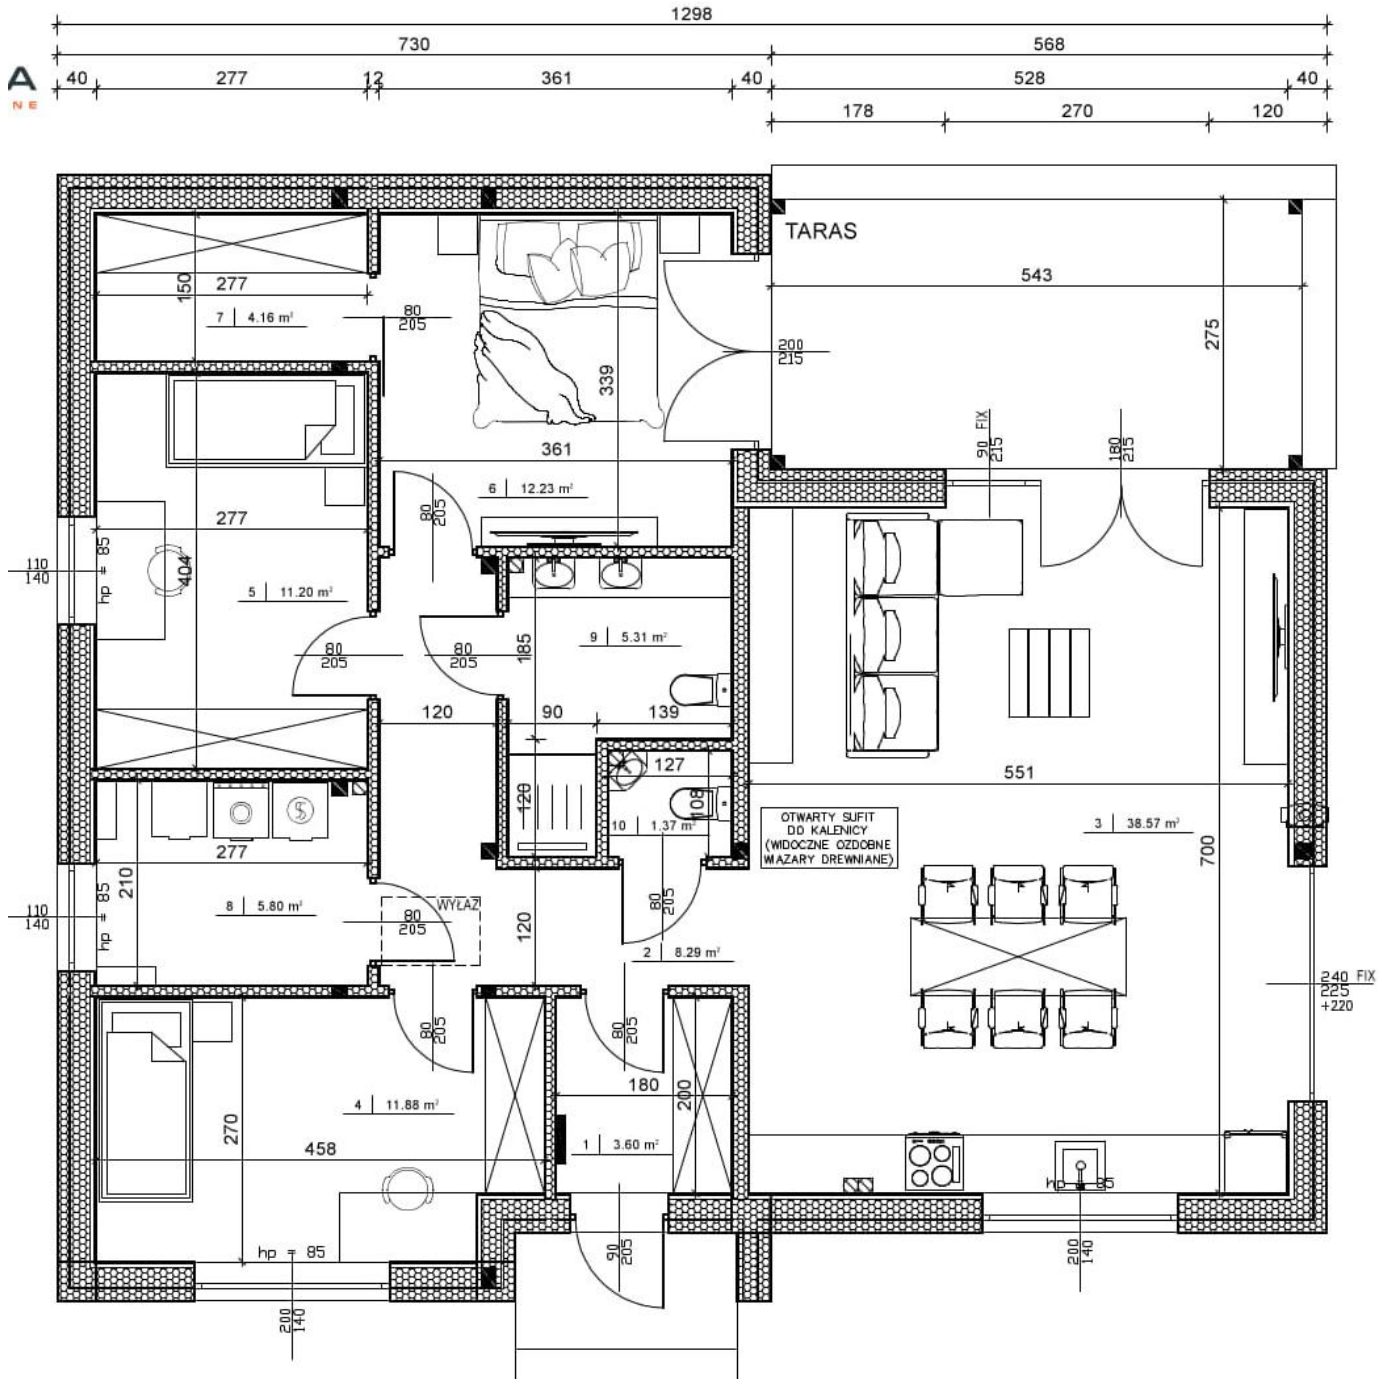 1298
730 568
A 40 277 12 361 40 528 40
NE
178 270 120
TARAS
150
277
7 4.16 m²
80
205
339
543
275
200
215
361
6 12.23 m²
80
205
90 FIX
215
180
215
277
110
140
hp = 85
404
5 11.20 m²
80
205
80
205
185
9 5.31 m²
120
90 139
127
108
120
10 1.37 m²
551
OTWARTY SUFIT
DO KALENICY
(WIDOCZNE OZDOBNE
WIAZARY DREWNIANE)
3 38.57 m²
700
277
210
110
140
hp = 85
8 5.80 m²
80
205
WYŁAZ
120
80
205
2 8.29 m²
240 FIX
225
+220
80
205
80
205
270
4 11.88 m²
458
180
200
1 3.60 m²
hp = 85
hp = 85
200
140
90
205
200
140